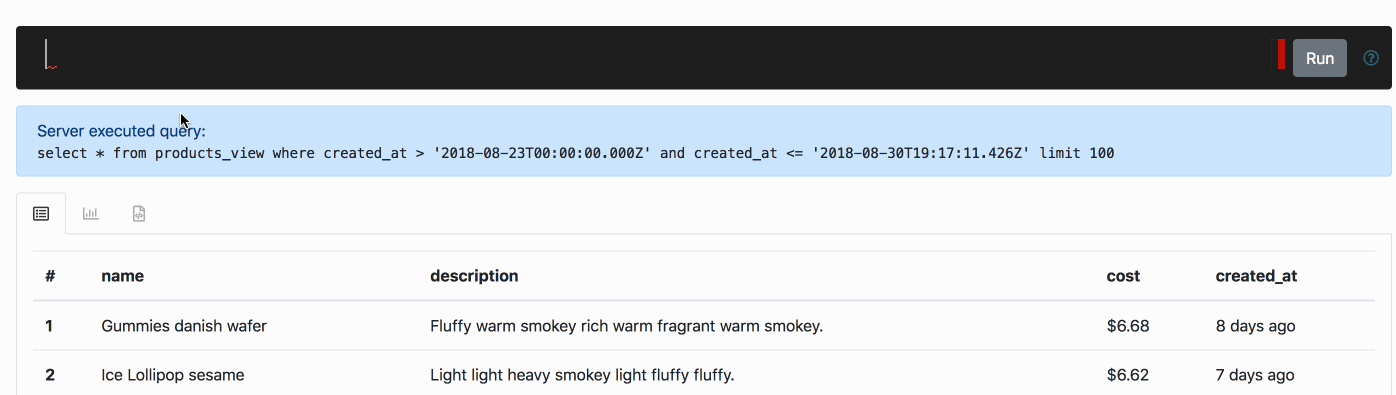 Run
Server executed query:
select * from products_view where created_at > '2018-08-23T00:00:00.000Z' and created_at <= '2018-08-30T19:17:11.426Z' limit 100
# name description cost created_at
1 Gummies danish wafer Fluffy warm smokey rich warm fragrant warm smokey. $6.68 8 days ago
2 Ice Lollipop sesame Light light heavy smokey light fluffy fluffy. $6.62 7 days ago